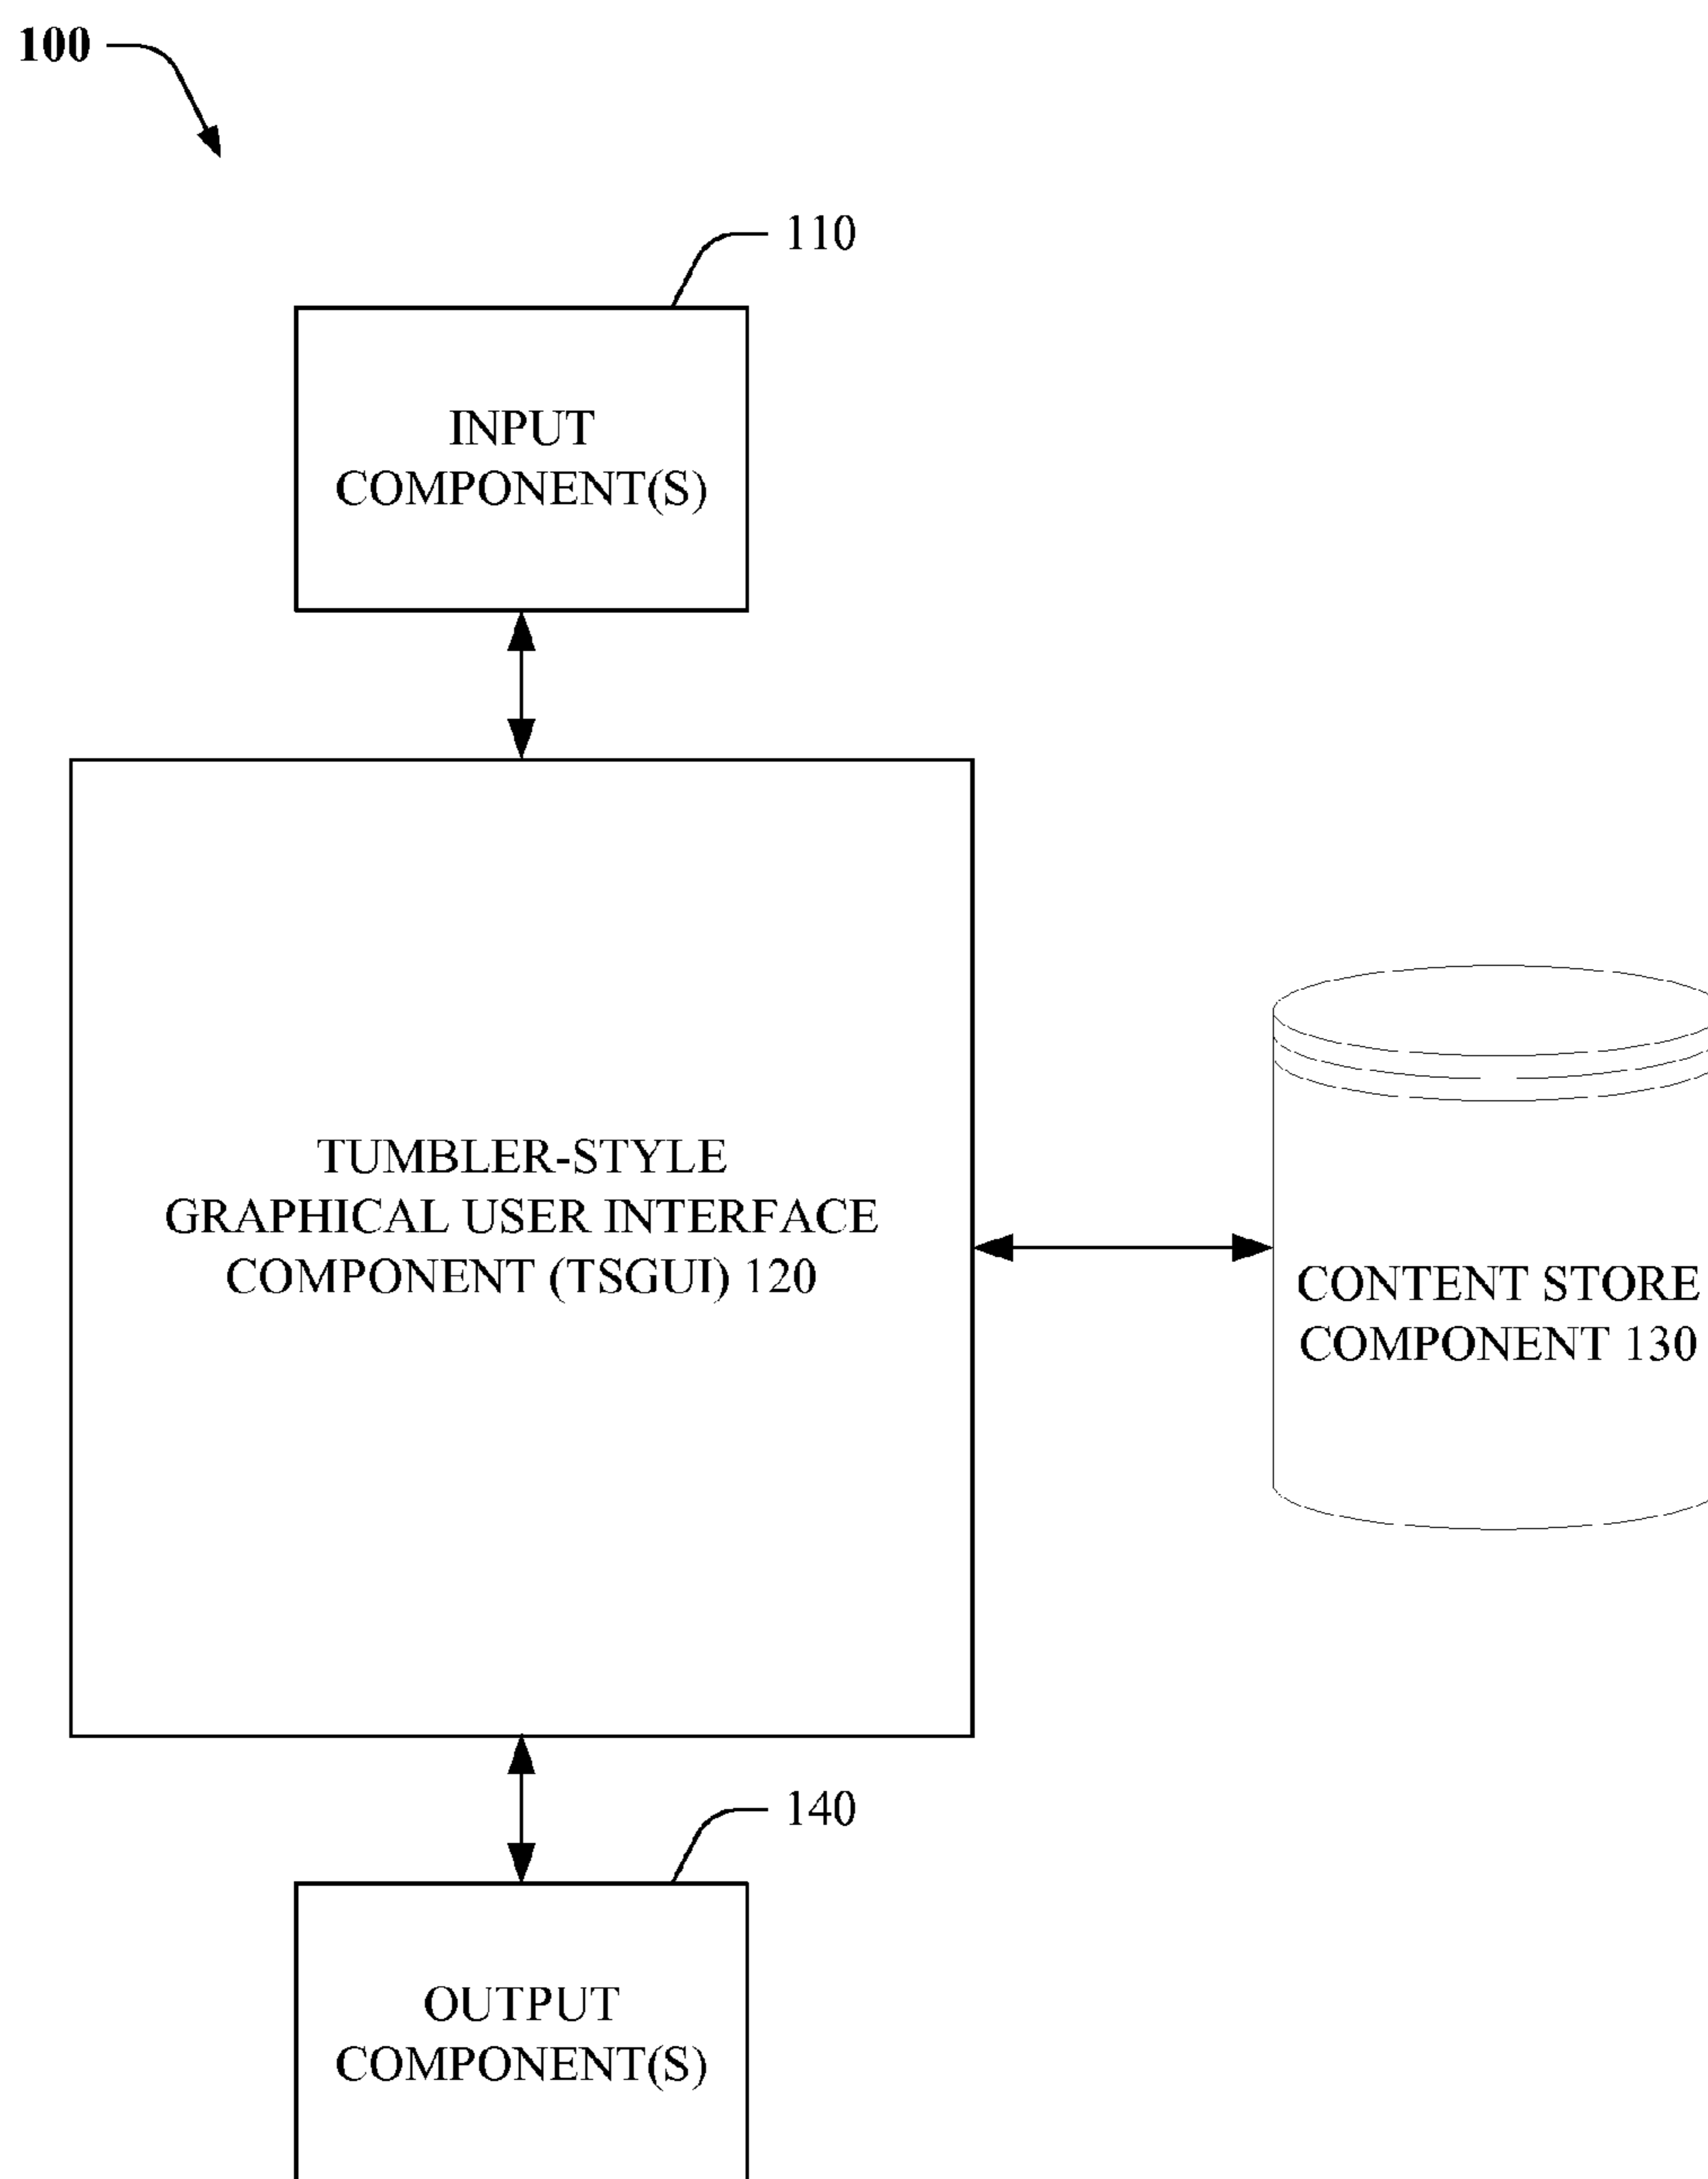 100
110
INPUT
COMPONENT(S)
TUMBLER-STYLE
GRAPHICAL USER INTERFACE
COMPONENT (TSGUI) 120
CONTENT STORE
COMPONENT 130
140
OUTPUT
COMPONENT(S)